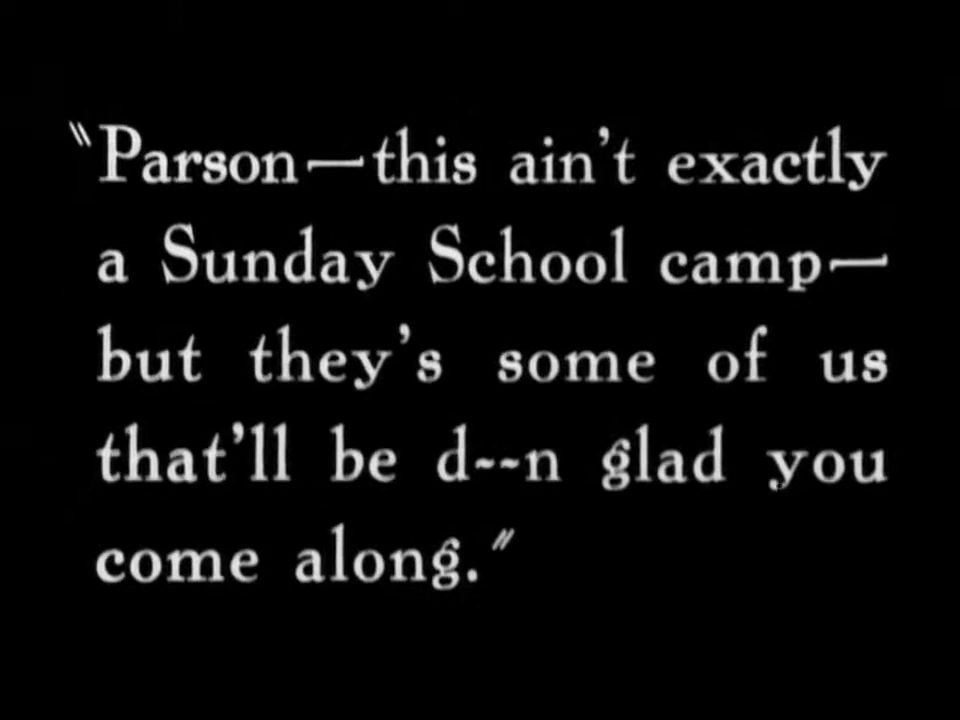 "Parson—this ain't exactly
a Sunday School camp—
but they's some of us
that'll be d--n glad you
come along."